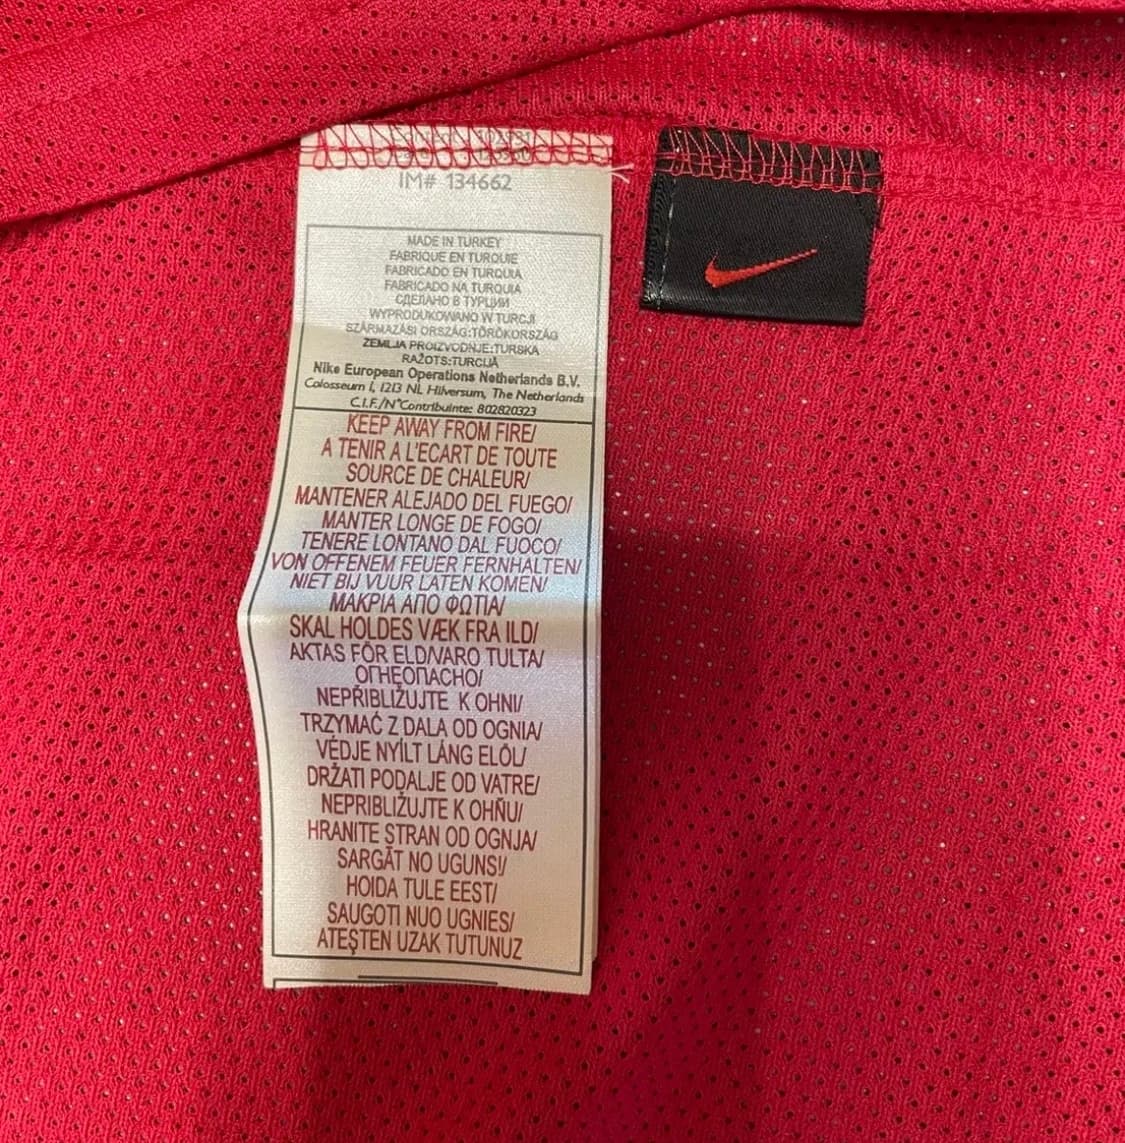 IM# 134662
MADE IN TURKEY
FABRIQUE EN TURQUIE
FABRICADO EN TURQUIA
FABRICADO NA TURQUIA
СДЕЛАНО В ТУРЦИИ
WYPRODUKOWANO W TURCJI
SZÁRMAZÁSI ORSZÁG:TÖRÖKORSZÁG
ZEMLJA PROIZVODNJE:TURSKA
RAŽOTS:TURCIJĀ
Nike European Operations Netherlands B.V.
Colosseum 1, 1213 NL Hilversum, The Netherlands
C.I.F./N°Contribuinte: 802820323
KEEP AWAY FROM FIRE/
A TENIR A L'ECART DE TOUTE
SOURCE DE CHALEUR/
MANTENER ALEJADO DEL FUEGO/
MANTER LONGE DE FOGO/
TENERE LONTANO DAL FUOCO/
VON OFFENEM FEUER FERNHALTEN/
NIET BIJ VUUR LATEN KOMEN/
ΜΑΚΡΙΑ ΑΠΟ ΦΩΤΙΑ/
SKAL HOLDES VÆK FRA ILD/
AKTAS FÖR ELD/VARO TULTA/
ОГНЕОПАСНО/
NEPŘIBLIŽUJTE K OHNI/
TRZYMAĆ Z DALA OD OGNIA/
VÉDJE NYÍLT LÁNG ELŐL/
DRŽATI PODALJE OD VATRE/
NEPRIBLIŽUJTE K OHŇU/
HRANITE STRAN OD OGNJA/
SARGĀT NO UGUNS!/
HOIDA TULE EEST/
SAUGOTI NUO UGNIES/
ATEŞTEN UZAK TUTUNUZ